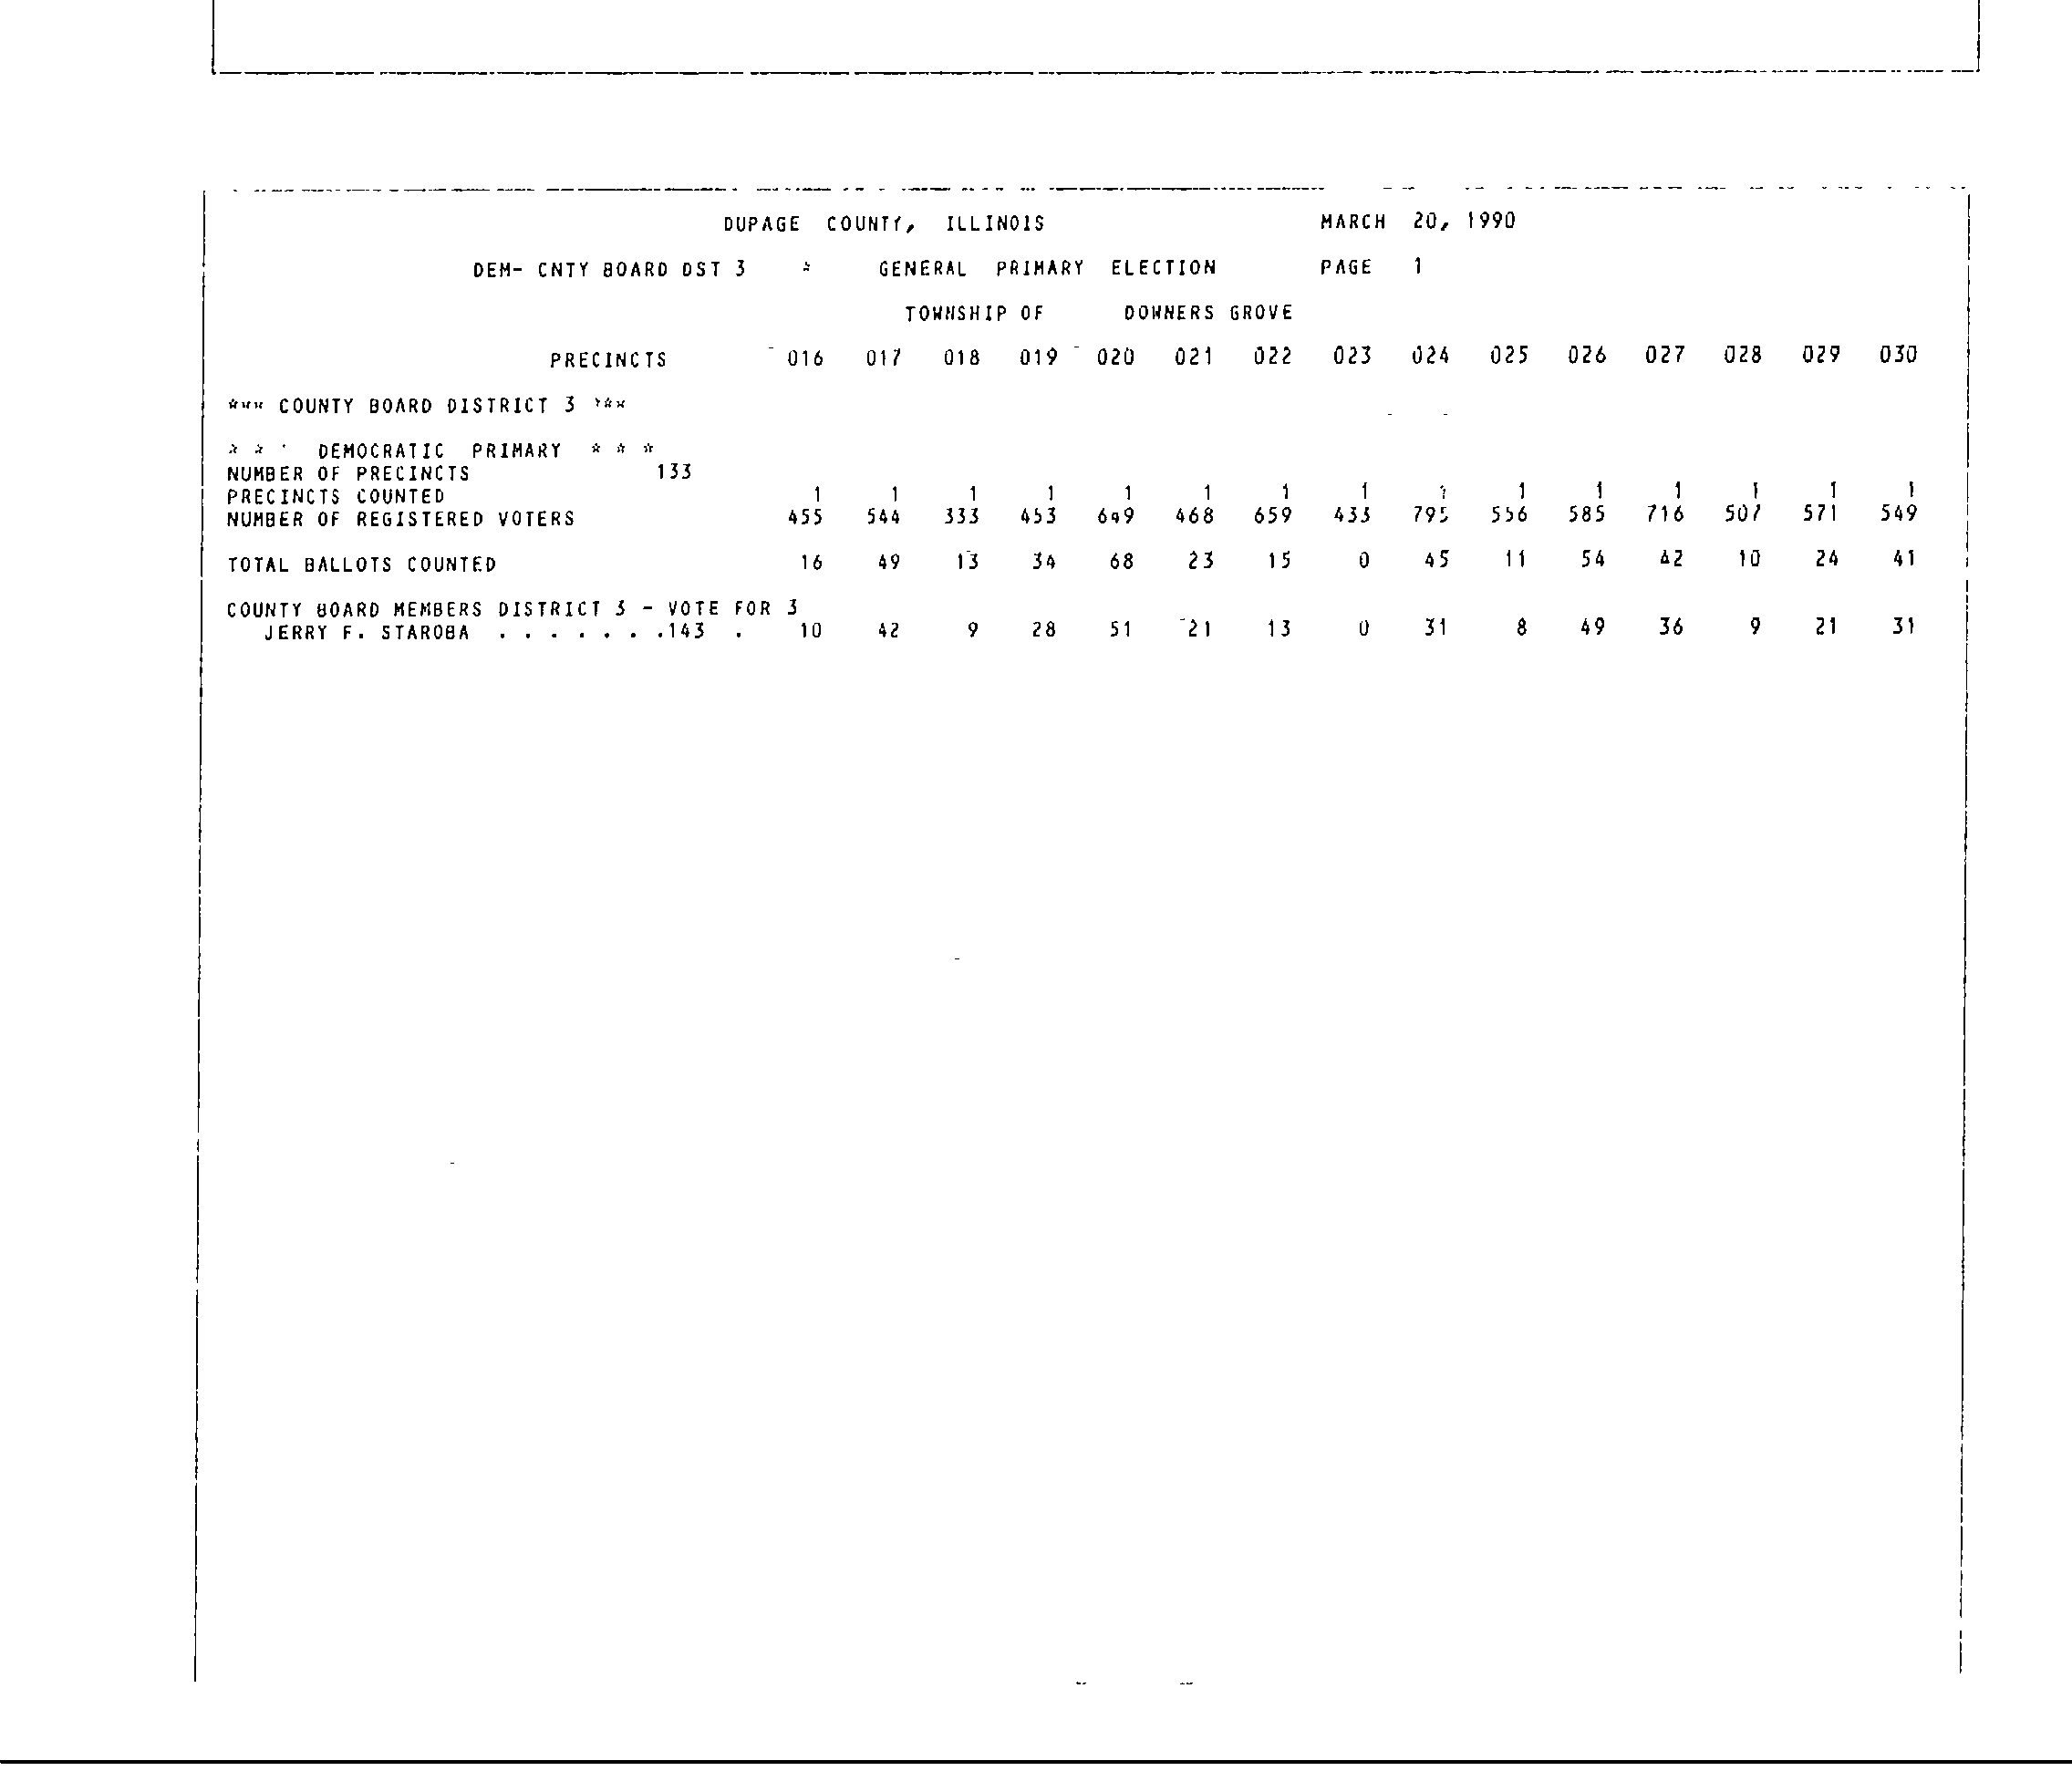 DUPAGE COUNTY, ILLINOIS MARCH 20, 1990
DEM- CNTY BOARD DST 3 * GENERAL PRIMARY ELECTION PAGE 1
TOWNSHIP OF DOWNERS GROVE
PRECINCTS 016 017 018 019 020 021 022 023 024 025 026 027 028 029 030
*** COUNTY BOARD DISTRICT 3 ***
* * * DEMOCRATIC PRIMARY * * *
NUMBER OF PRECINCTS 133
PRECINCTS COUNTED 1 1 1 1 1 1 1 1 1 1 1 1 1 1
NUMBER OF REGISTERED VOTERS 455 544 333 453 649 468 659 433 795 556 585 716 507 571 549
TOTAL BALLOTS COUNTED 16 49 13 34 68 23 15 0 45 11 54 42 10 24 41
COUNTY BOARD MEMBERS DISTRICT 3 - VOTE FOR 3
JERRY F. STAROBA . . . . . . .143 . 10 42 9 28 51 21 13 0 31 8 49 36 9 21 31